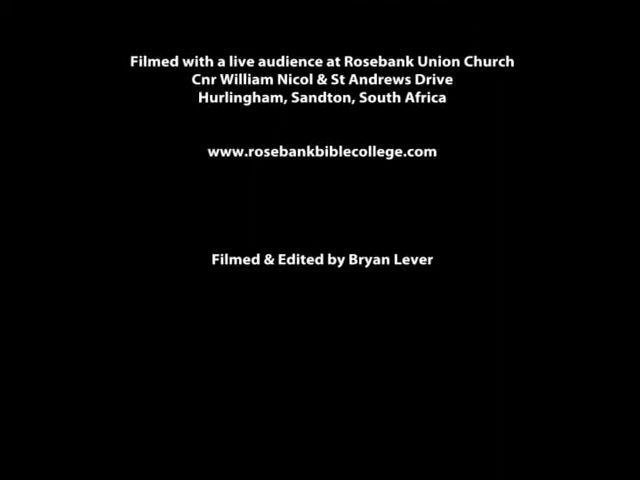 Filmed with a live audience at Rosebank Union Church
Cnr William Nicol & St Andrews Drive
Hurlingham, Sandton, South Africa
www.rosebankbiblecollege.com
Filmed & Edited by Bryan Lever